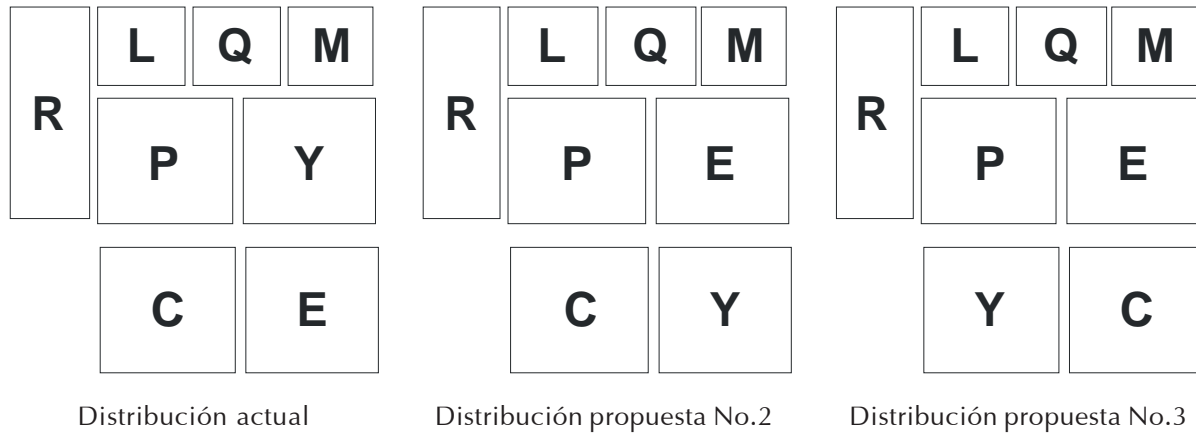 L Q M
R
P Y
C E
Distribución actual
L Q M
R
P E
C Y
Distribución propuesta No.2
L Q M
R
P E
Y C
Distribución propuesta No.3